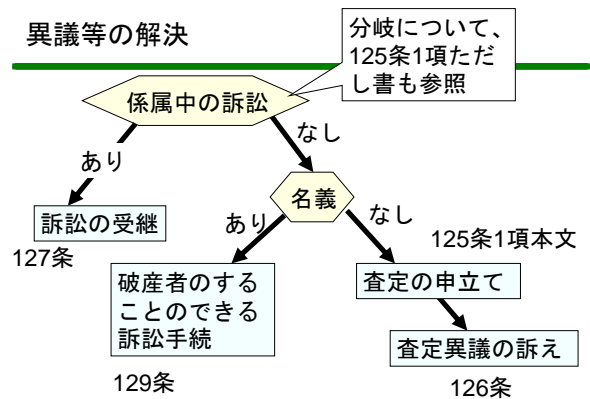 異議等の解決
分岐について、
125条1項ただ
し書も参照
係属中の訴訟
あり
なし
訴訟の受継
127条
名義
あり
なし
125条1項本文
破産者のする
ことのできる
訴訟手続
129条
査定の申立て
査定異議の訴え
126条